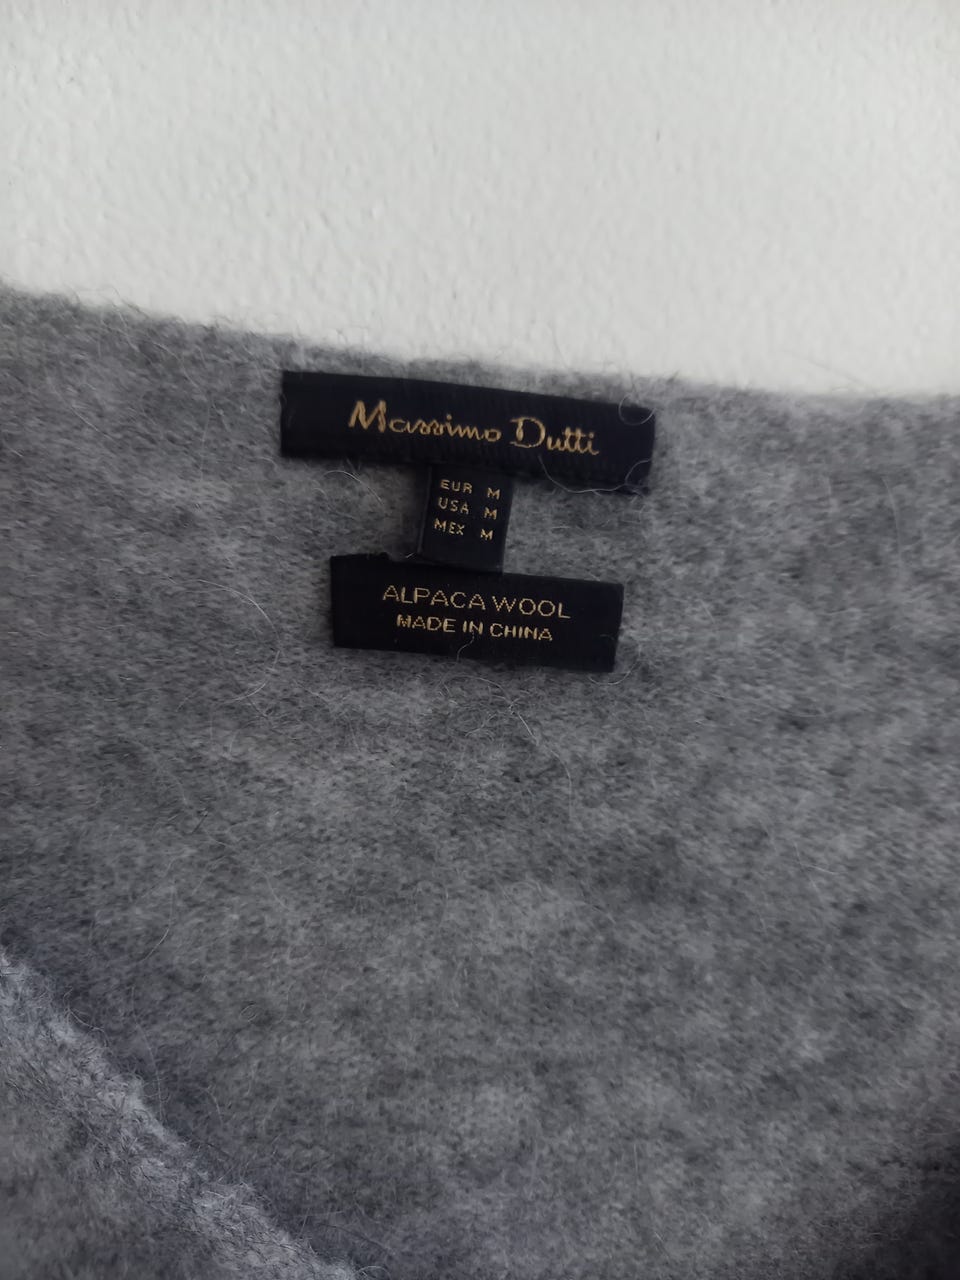 Massimo Dutti
EUR M
USA M
MEX M
ALPACA WOOL
MADE IN CHINA